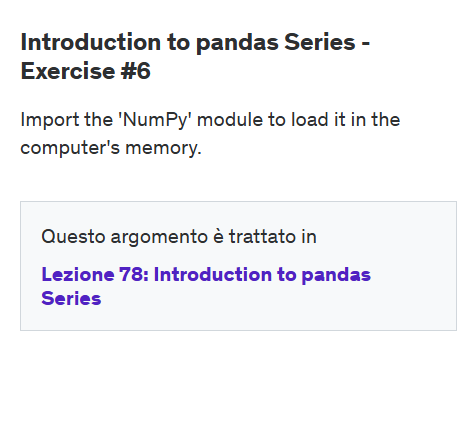 Introduction to pandas Series -
Exercise #6
Import the 'NumPy' module to load it in the
computer's memory.
Questo argomento è trattato in
Lezione 78: Introduction to pandas
Series